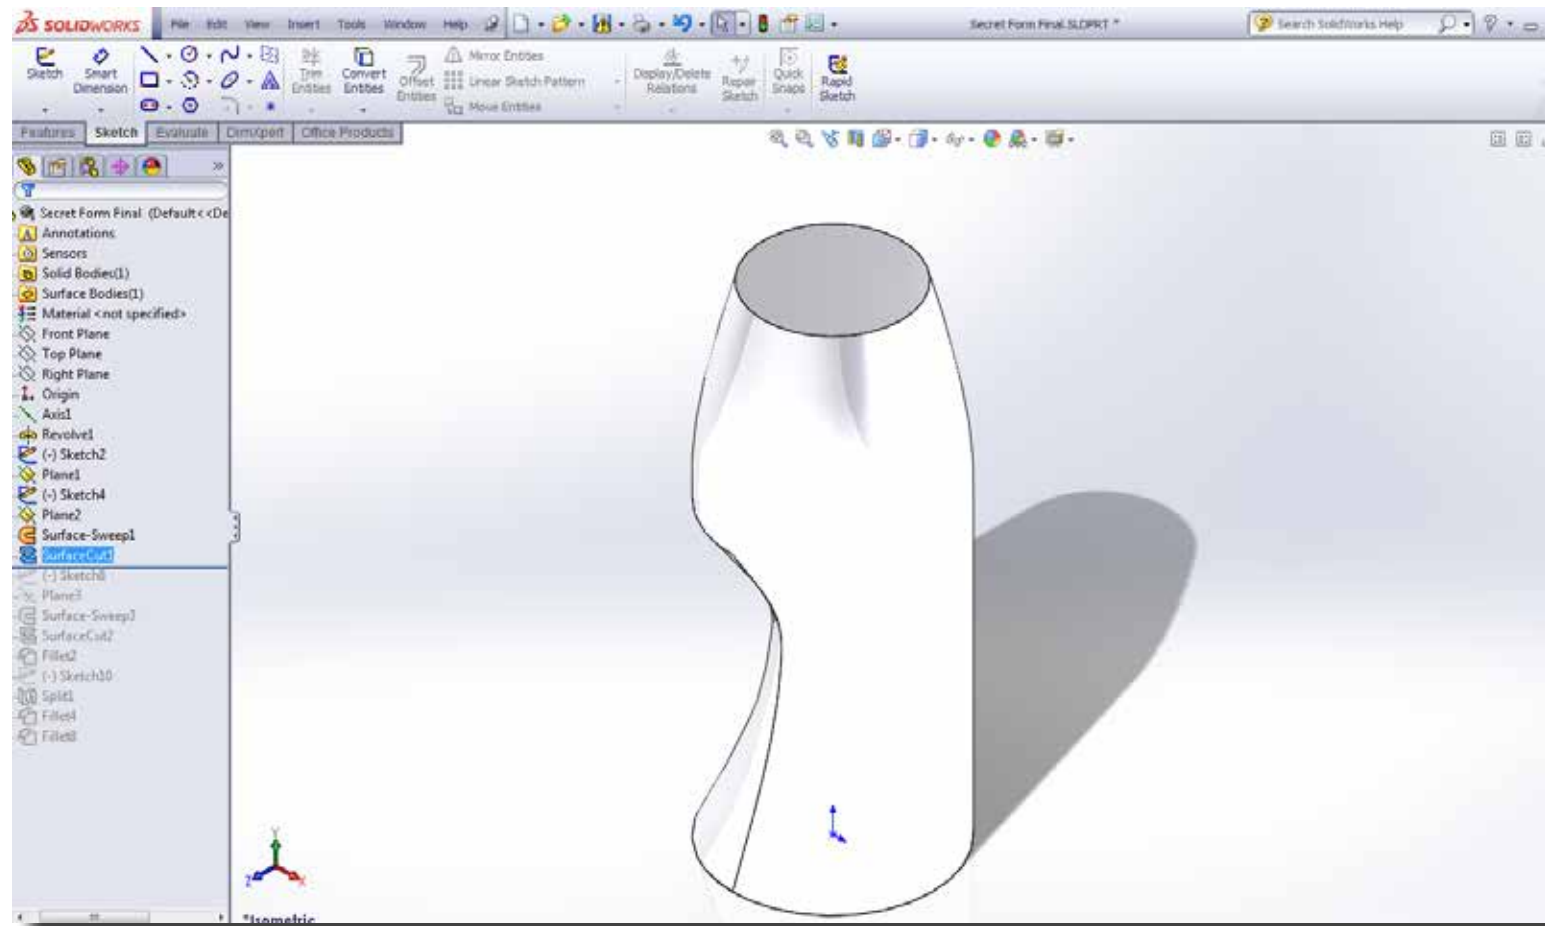 SOLIDWORKS File Edit View Insert Tools Window Help Secret Form Final.SLDPRT * Search SolidWorks Help
Sketch Smart Dimension Trim Entities Convert Entities Offset Entities Mirror Entities Display/Delete Relations Repair Sketch Quick Snaps Rapid Sketch
Linear Sketch Pattern
Move Entities
Features Sketch Evaluate DimXpert Office Products
Secret Form Final (Default<<De
Annotations
Sensors
Solid Bodies(1)
Surface Bodies(1)
Material <not specified>
Front Plane
Top Plane
Right Plane
Origin
Axis1
Revolve1
(-) Sketch2
Plane1
(-) Sketch4
Plane2
Surface-Sweep1
SurfaceCut1
(-) Sketch8
Plane3
Surface-Sweep3
SurfaceCut2
Fillet2
(-) Sketch10
Split1
Fillet4
Fillet8
Y
Z X
*Isometric